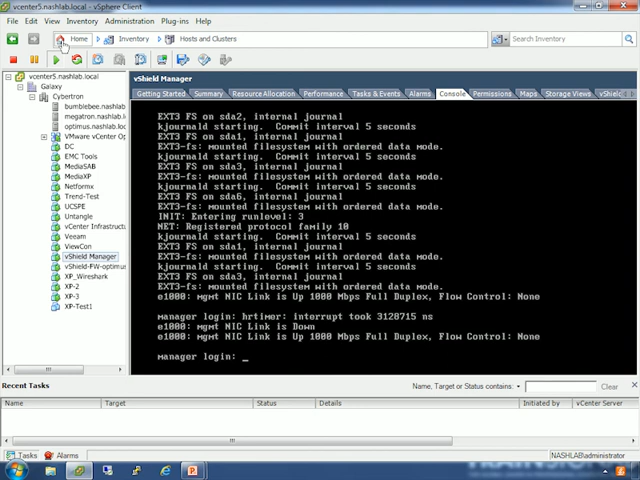 vcenter5.nashlab.local - vSphere Client
File Edit View Inventory Administration Plug-ins Help
Home Inventory Hosts and Clusters Search Inventory
vcenter5.nashlab.local
Galaxy
Cybertron
bumblebee.nashlab
megatron.nashlab.loc
optimus.nashlab.loc
VMware vCenter Op
DC
EMC Tools
MediaSAB
MediaXP
Netformx
Trend-Test
UCSPE
Untangle
vCenter Infrastruc
Veeam
ViewCon
vShield Manager
vShield-FW-optimus
XP_Wireshark
XP-2
XP-3
XP-Test1
vShield Manager
Getting Started Summary Resource Allocation Performance Tasks & Events Alarms Console Permissions Maps Storage Views vShie
EXT3 FS on sda2, internal journal
kjournald starting. Commit interval 5 seconds
EXT3 FS on sda1, internal journal
EXT3-fs: mounted filesystem with ordered data mode.
kjournald starting. Commit interval 5 seconds
EXT3 FS on sda3, internal journal
EXT3-fs: mounted filesystem with ordered data mode.
kjournald starting. Commit interval 5 seconds
EXT3 FS on sda6, internal journal
EXT3-fs: mounted filesystem with ordered data mode.
INIT: Entering runlevel: 3
NET: Registered protocol family 10
kjournald starting. Commit interval 5 seconds
EXT3 FS on sda1, internal journal
EXT3-fs: mounted filesystem with ordered data mode.
kjournald starting. Commit interval 5 seconds
EXT3 FS on sda3, internal journal
EXT3-fs: mounted filesystem with ordered data mode.
e1000: mgmt NIC Link is Up 1000 Mbps Full Duplex, Flow Control: None
manager login: hrtimer: interrupt took 3128715 ns
e1000: mgmt NIC Link is Down
e1000: mgmt NIC Link is Up 1000 Mbps Full Duplex, Flow Control: None
manager login: _
Recent Tasks Name, Target or Status contains: Clear
Name Target Status Details Initiated by vCenter Server
Tasks Alarms NASHLAB\administrator